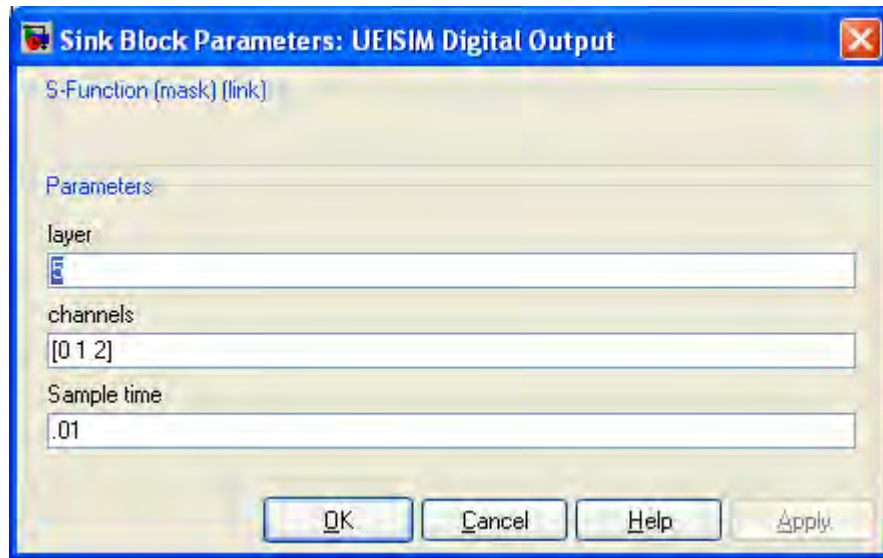 Sink Block Parameters: UEISIM Digital Output
S-Function (mask) (link)
Parameters
layer
5
channels
[0 1 2]
Sample time
.01
OK Cancel Help Apply